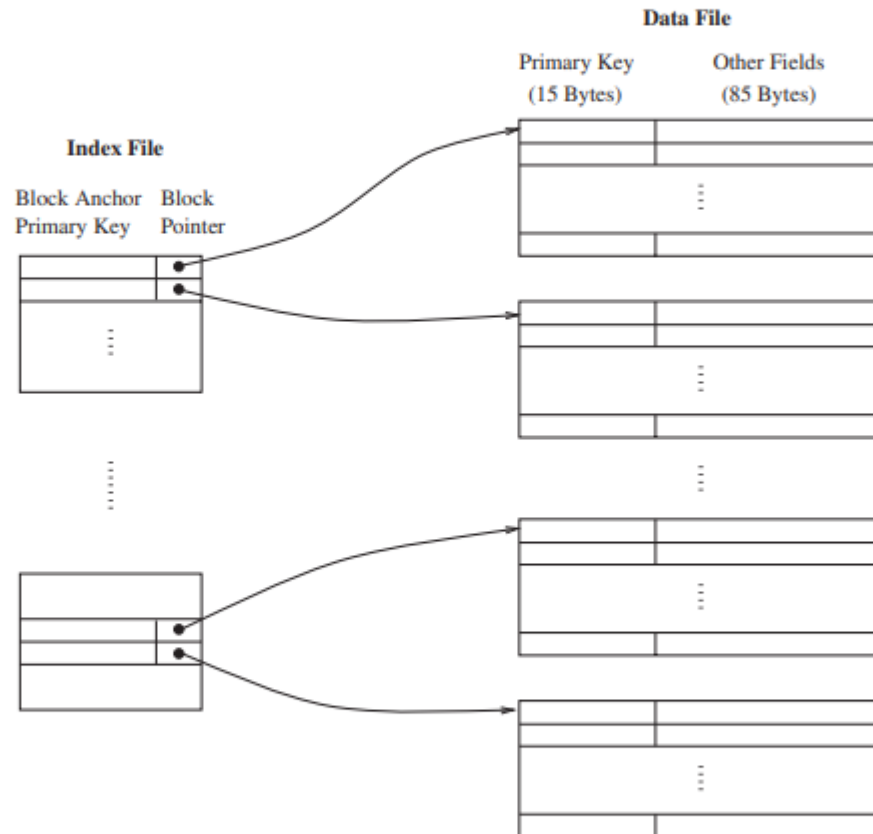 Data File
Primary Key Other Fields
(15 Bytes) (85 Bytes)
Index File
Block Anchor Block
Primary Key Pointer